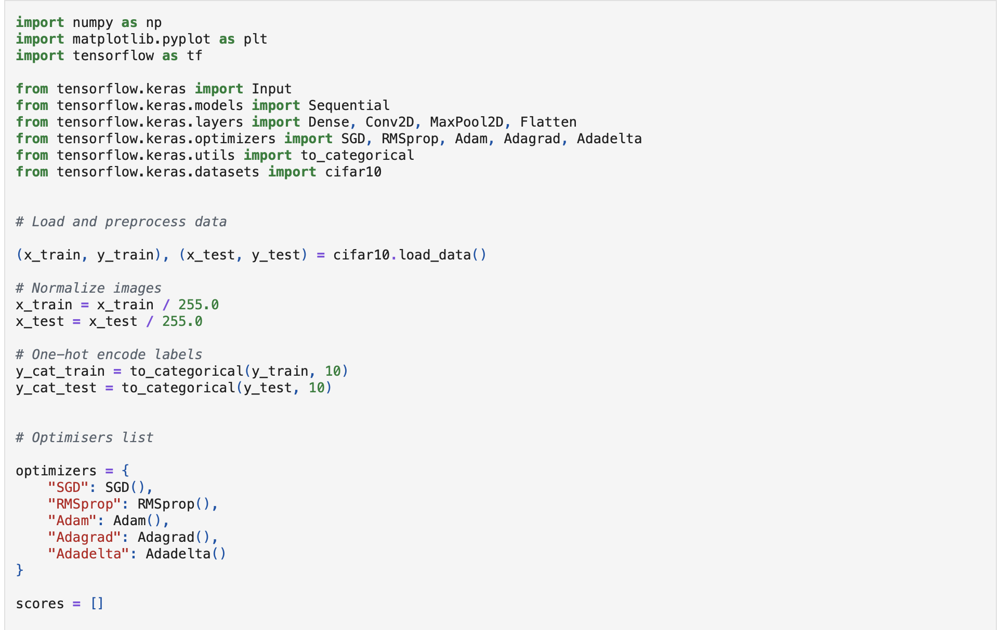 import numpy as np
import matplotlib.pyplot as plt
import tensorflow as tf
from tensorflow.keras import Input
from tensorflow.keras.models import Sequential
from tensorflow.keras.layers import Dense, Conv2D, MaxPool2D, Flatten
from tensorflow.keras.optimizers import SGD, RMSprop, Adam, Adagrad, Adadelta
from tensorflow.keras.utils import to_categorical
from tensorflow.keras.datasets import cifar10
# Load and preprocess data
(x_train, y_train), (x_test, y_test) = cifar10.load_data()
# Normalize images
x_train = x_train / 255.0
x_test = x_test / 255.0
# One-hot encode labels
y_cat_train = to_categorical(y_train, 10)
y_cat_test = to_categorical(y_test, 10)
# Optimisers list
optimizers = {
    "SGD": SGD(),
    "RMSprop": RMSprop(),
    "Adam": Adam(),
    "Adagrad": Adagrad(),
    "Adadelta": Adadelta()
}
scores = []